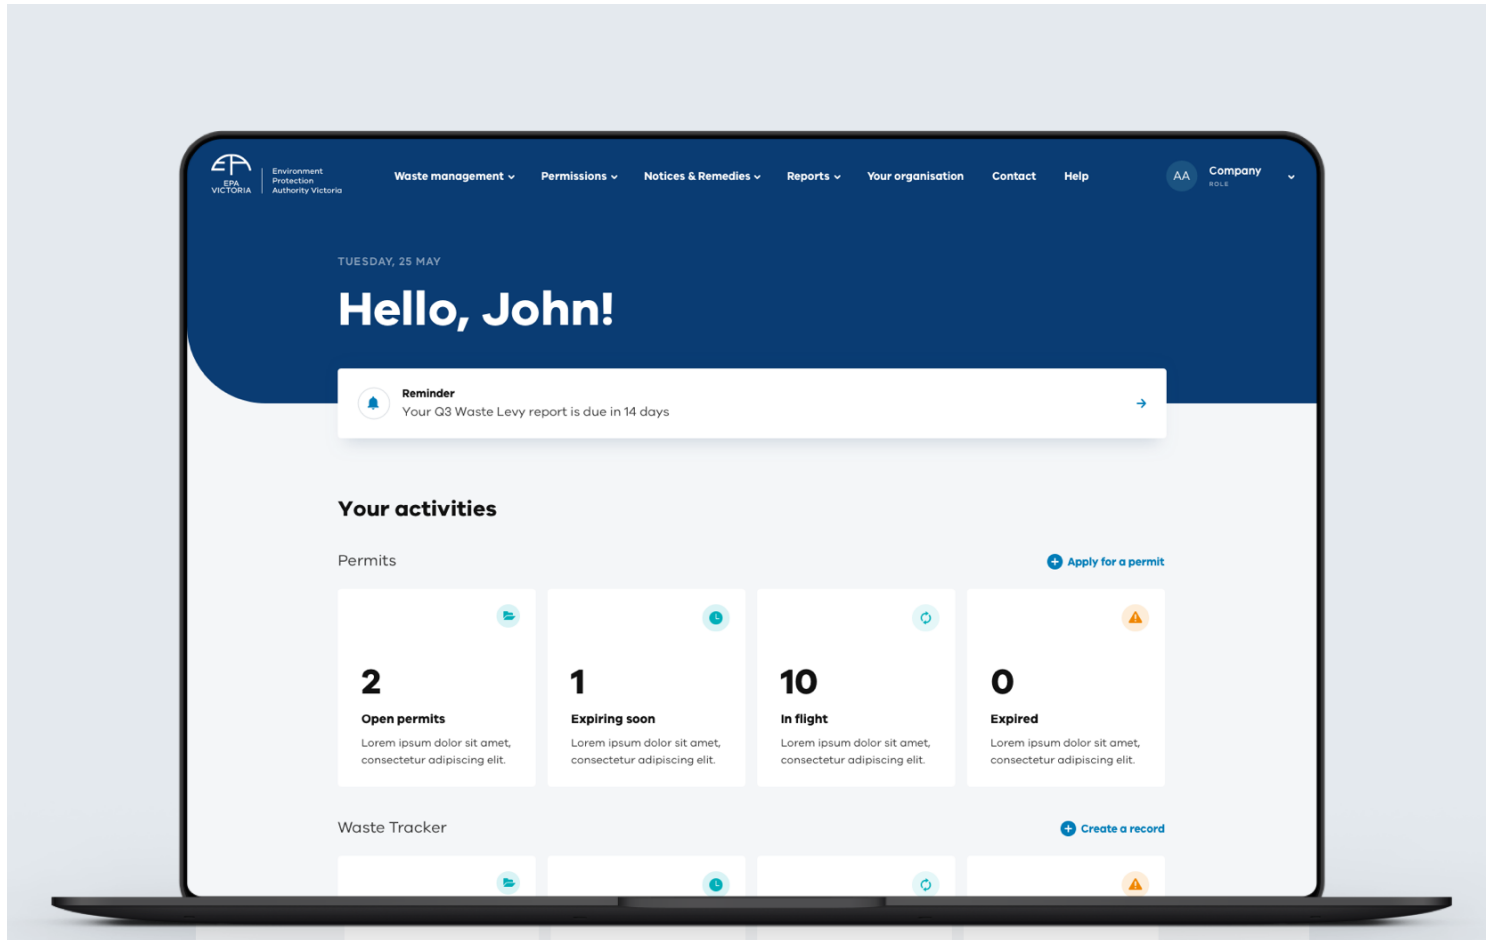 EPA
VICTORIA
Environment
Protection
Authority Victoria
Waste management
Permissions
Notices & Remedies
Reports
Your organisation
Contact
Help
AA
Company
ROLE
TUESDAY, 25 MAY
Hello, John!
Reminder
Your Q3 Waste Levy report is due in 14 days
Your activities
Permits
Apply for a permit
2
Open permits
Lorem ipsum dolor sit amet,
consectetur adipiscing elit.
1
Expiring soon
Lorem ipsum dolor sit amet,
consectetur adipiscing elit.
10
In flight
Lorem ipsum dolor sit amet,
consectetur adipiscing elit.
0
Expired
Lorem ipsum dolor sit amet,
consectetur adipiscing elit.
Waste Tracker
Create a record